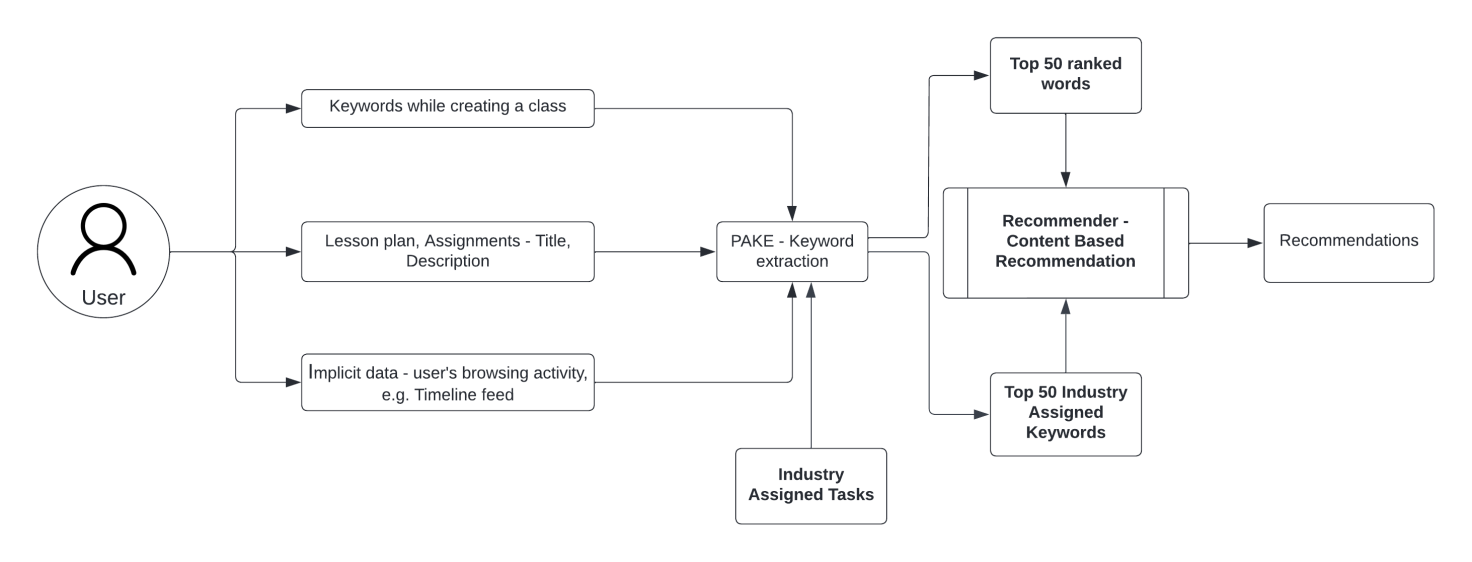 Top 50 ranked
words
Keywords while creating a class
Lesson plan, Assignments - Title,
Description
PAKE - Keyword
extraction
Recommender -
Content Based
Recommendation
Recommendations
User
Implicit data - user's browsing activity,
e.g. Timeline feed
Top 50 Industry
Assigned
Keywords
Industry
Assigned Tasks